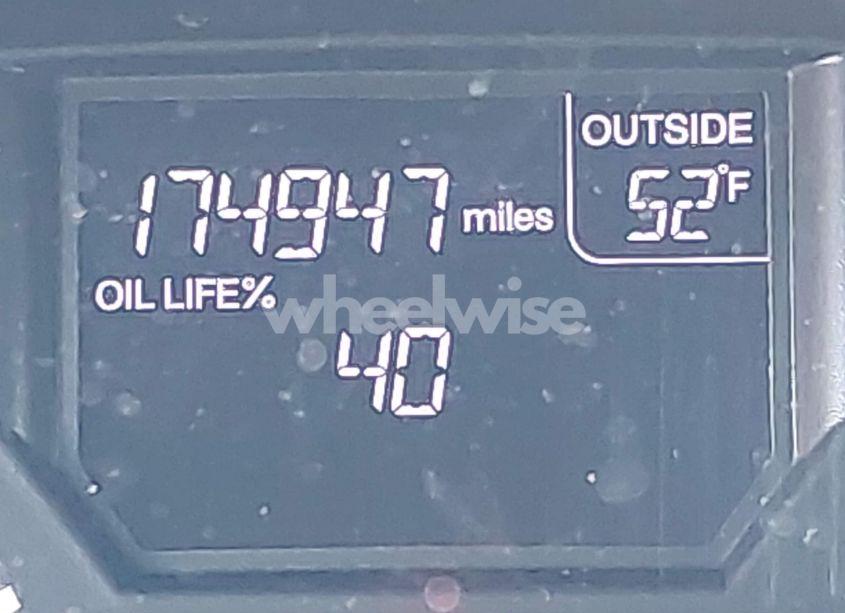 OUTSIDE
174947 miles
52°F
OIL LIFE%
wheelwise
40